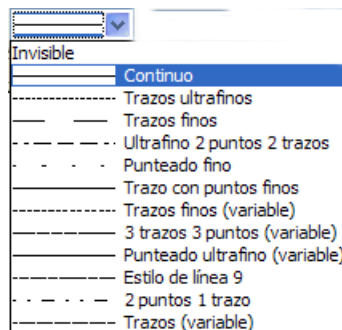 Invisible
Continuo
Trazos ultrafinos
Trazos finos
Ultrafino 2 puntos 2 trazos
Punteado fino
Trazo con puntos finos
Trazos finos (variable)
3 trazos 3 puntos (variable)
Punteado ultrafino (variable)
Estilo de línea 9
2 puntos 1 trazo
Trazos (variable)